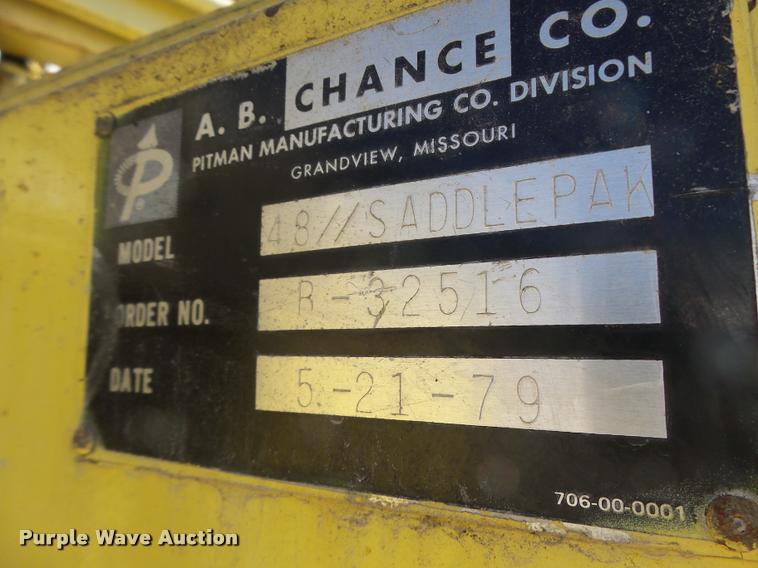 A. B. CHANCE CO.
PITMAN MANUFACTURING CO. DIVISION
GRANDVIEW, MISSOURI
P
MODEL 48//SADDLEPAK
ORDER NO. R-32516
DATE 5-21-79
706-00-0001
Purple Wave Auction